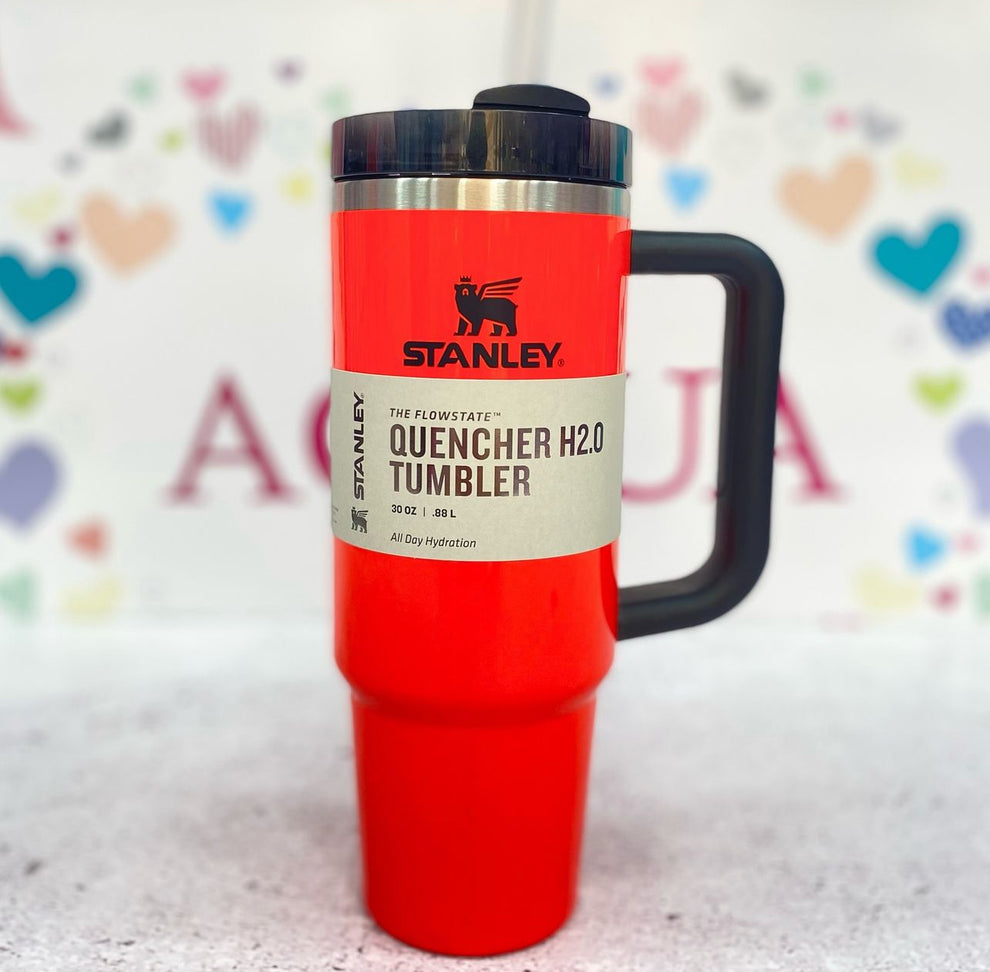 STANLEY®
STANLEY
THE FLOWSTATE™
QUENCHER H2.0
TUMBLER
30 OZ | .88 L
All Day Hydration